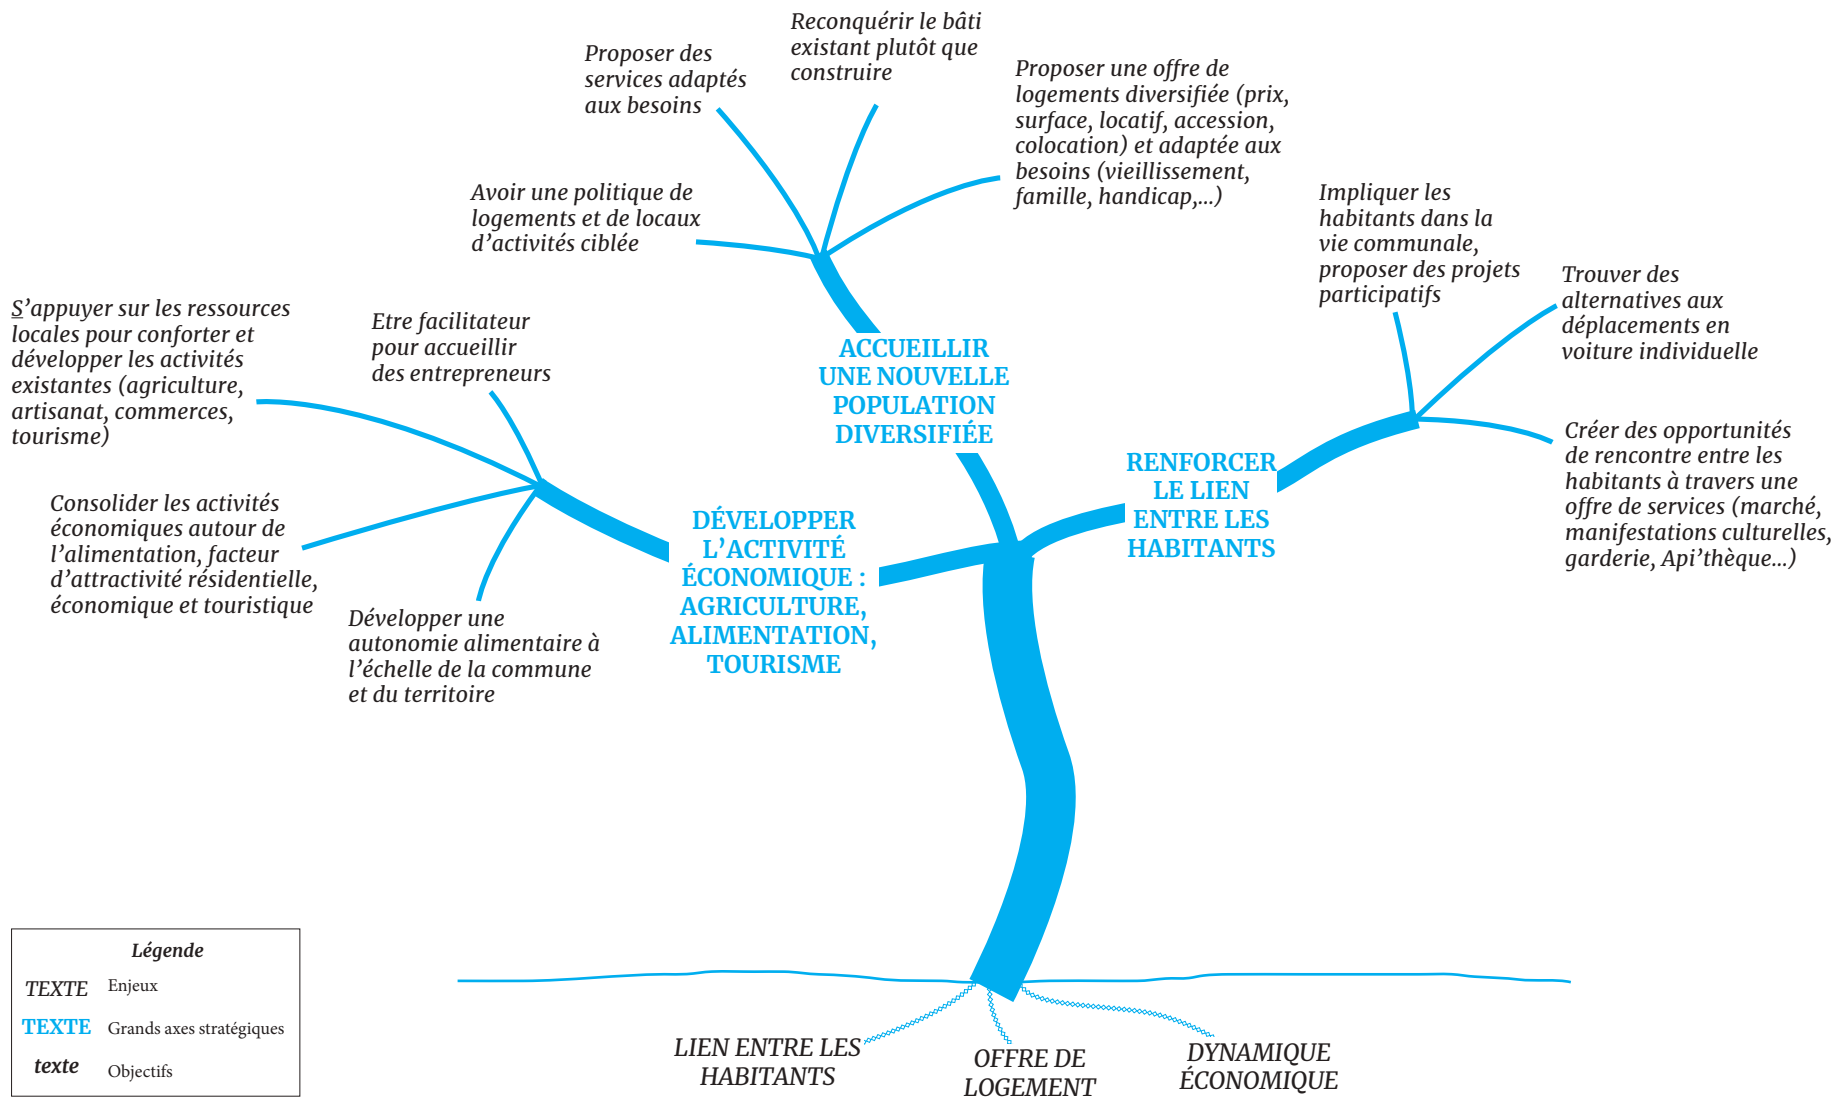 Reconquérir le bâti
existant plutôt que
construire
Proposer des
services adaptés
aux besoins
Proposer une offre de
logements diversifiée (prix,
surface, locatif, accession,
colocation) et adaptée aux
besoins (vieillissement,
famille, handicap,...)
Avoir une politique de
logements et de locaux
d’activités ciblée
Impliquer les
habitants dans la
vie communale,
proposer des projets
participatifs
Trouver des
alternatives aux
déplacements en
voiture individuelle
S’appuyer sur les ressources
locales pour conforter et
développer les activités
existantes (agriculture,
artisanat, commerces,
tourisme)
Etre facilitateur
pour accueillir
des entrepreneurs
ACCUEILLIR
UNE NOUVELLE
POPULATION
DIVERSIFIÉE
RENFORCER
LE LIEN
ENTRE LES
HABITANTS
Créer des opportunités
de rencontre entre les
habitants à travers une
offre de services (marché,
manifestations culturelles,
garderie, Api’thèque...)
Consolider les activités
économiques autour de
l’alimentation, facteur
d’attractivité résidentielle,
économique et touristique
DÉVELOPPER
L’ACTIVITÉ
ÉCONOMIQUE :
AGRICULTURE,
ALIMENTATION,
TOURISME
Développer une
autonomie alimentaire à
l’échelle de la commune
et du territoire
Légende
TEXTE Enjeux
TEXTE Grands axes stratégiques
texte Objectifs
LIEN ENTRE LES
HABITANTS
OFFRE DE
LOGEMENT
DYNAMIQUE
ÉCONOMIQUE